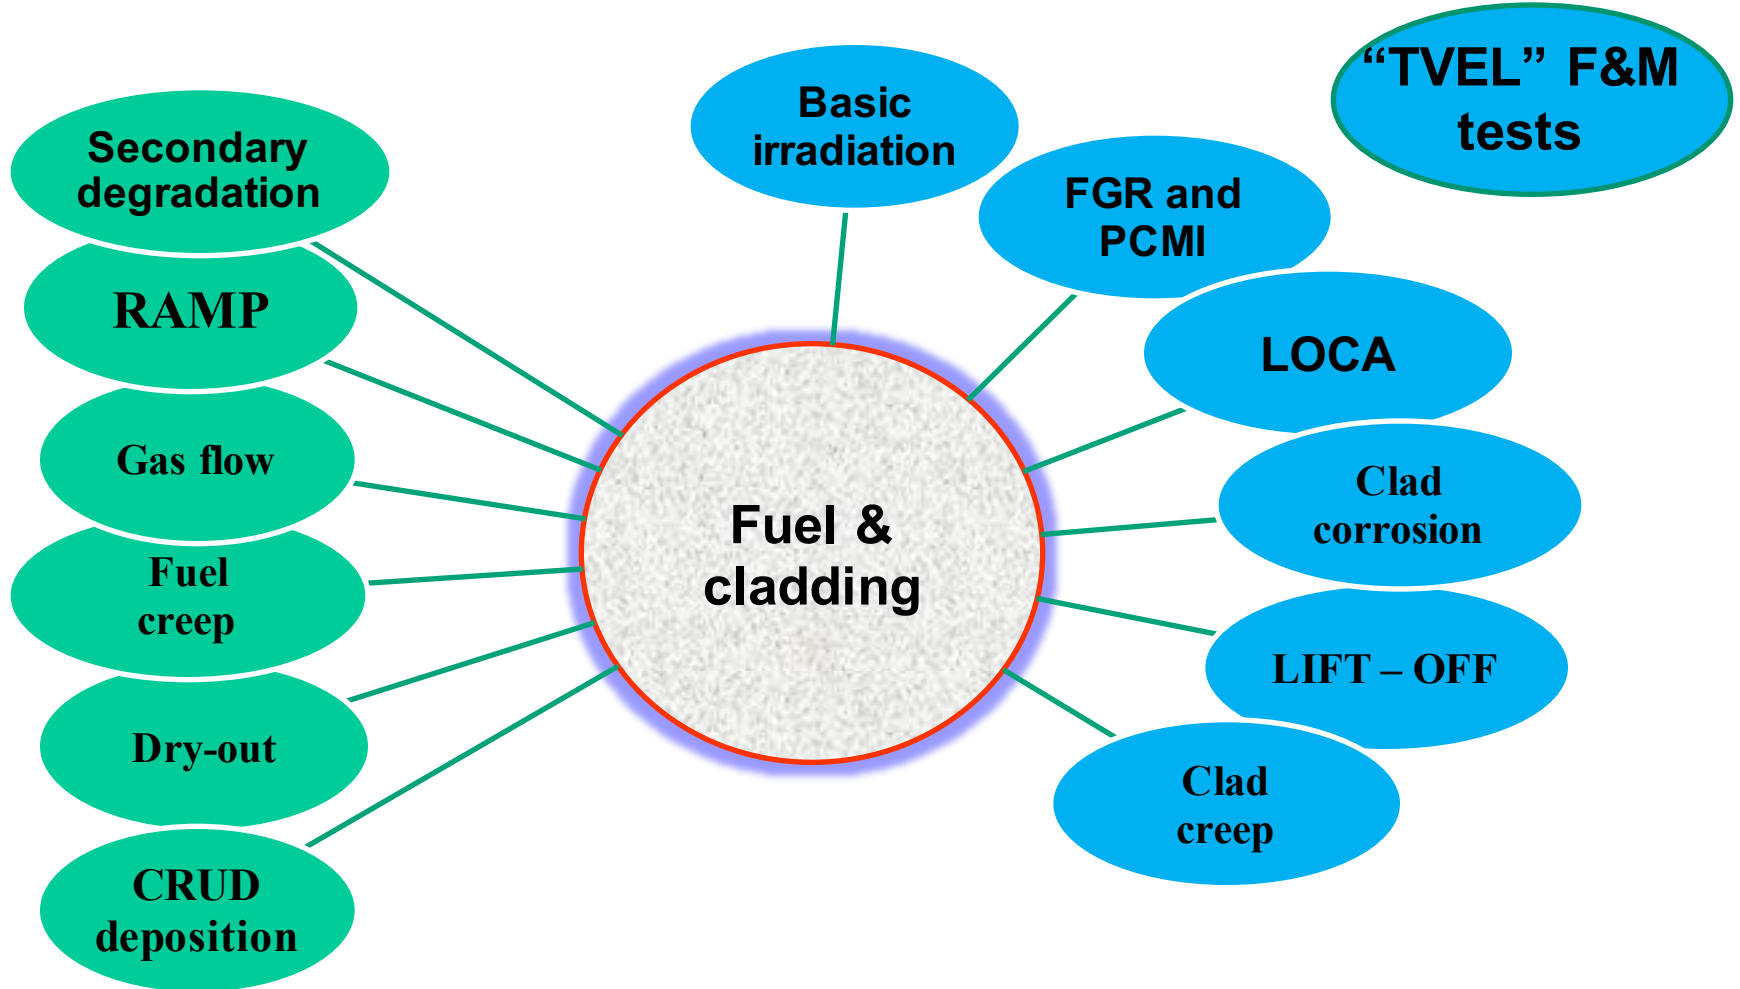 “TVEL” F&M
tests
Basic
irradiation
FGR and
PCMI
LOCA
Clad
corrosion
LIFT – OFF
Clad
creep
Secondary
degradation
RAMP
Gas flow
Fuel
creep
Dry-out
CRUD
deposition
Fuel &
cladding